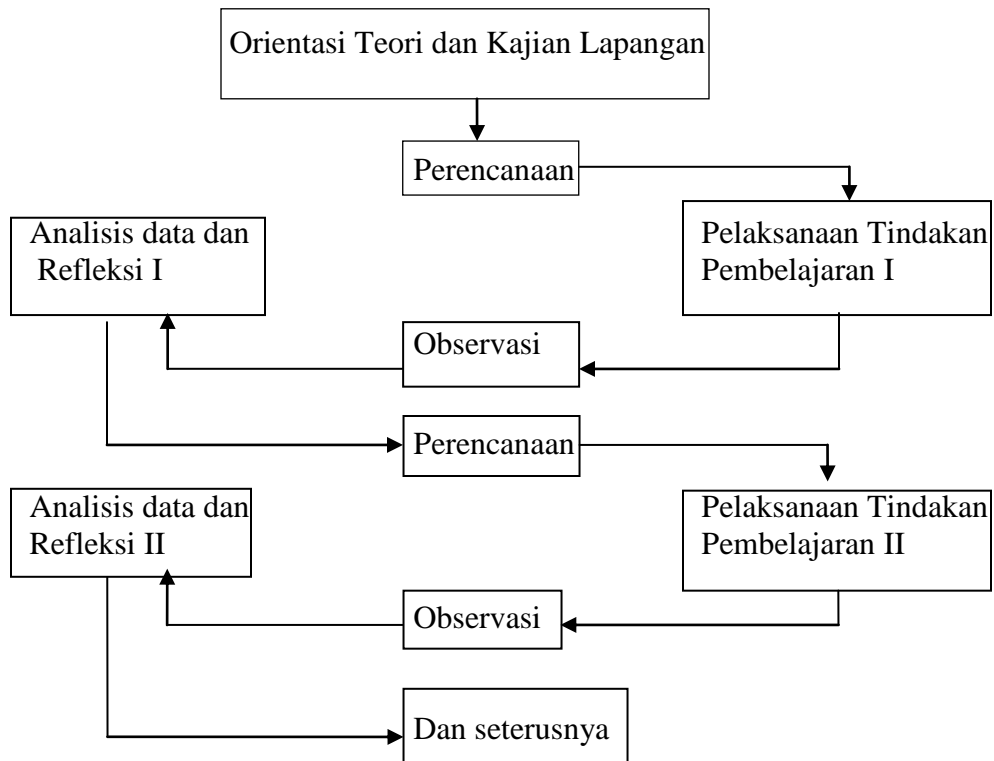 Orientasi Teori dan Kajian Lapangan
Perencanaan
Pelaksanaan Tindakan
Pembelajaran I
Observasi
Analisis data dan
Refleksi I
Perencanaan
Pelaksanaan Tindakan
Pembelajaran II
Observasi
Analisis data dan
Refleksi II
Dan seterusnya